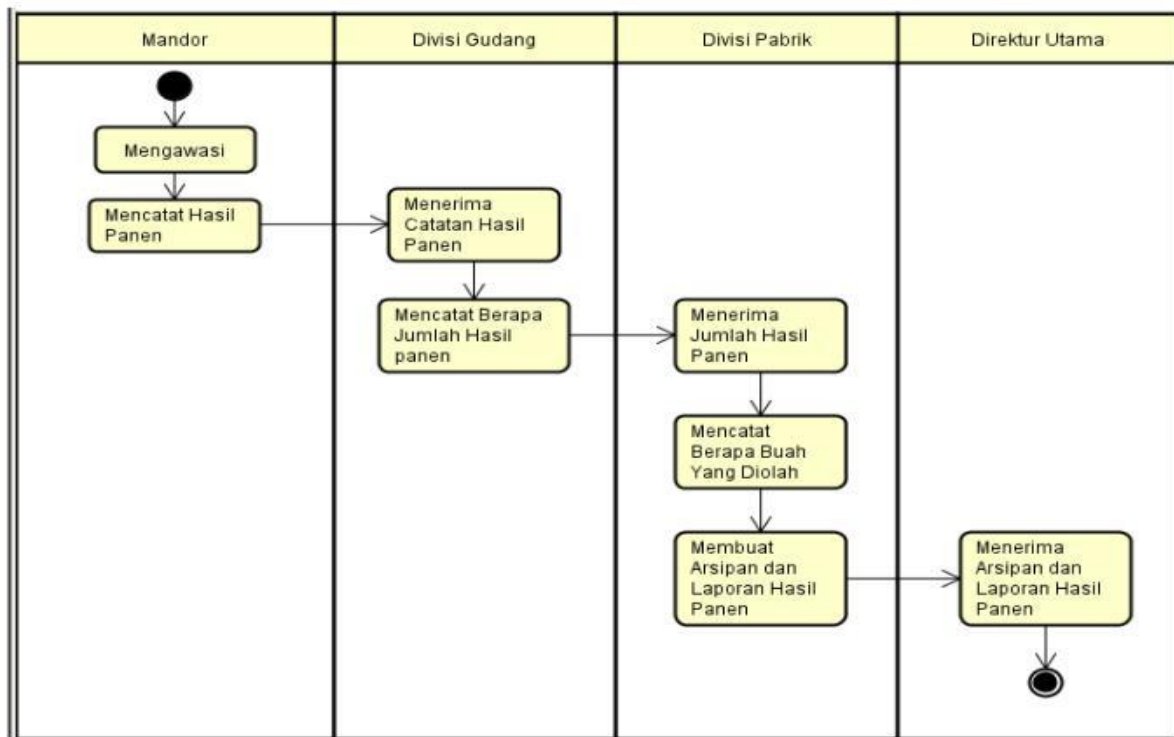 Mandor
Divisi Gudang
Divisi Pabrik
Direktur Utama
Mengawasi
Mencatat Hasil
Panen
Menerima
Catatan Hasil
Panen
Mencatat Berapa
Jumlah Hasil
panen
Menerima
Jumlah Hasil
Panen
Mencatat
Berapa Buah
Yang Diolah
Membuat
Arsipan dan
Laporan Hasil
Panen
Menerima
Arsipan dan
Laporan Hasil
Panen